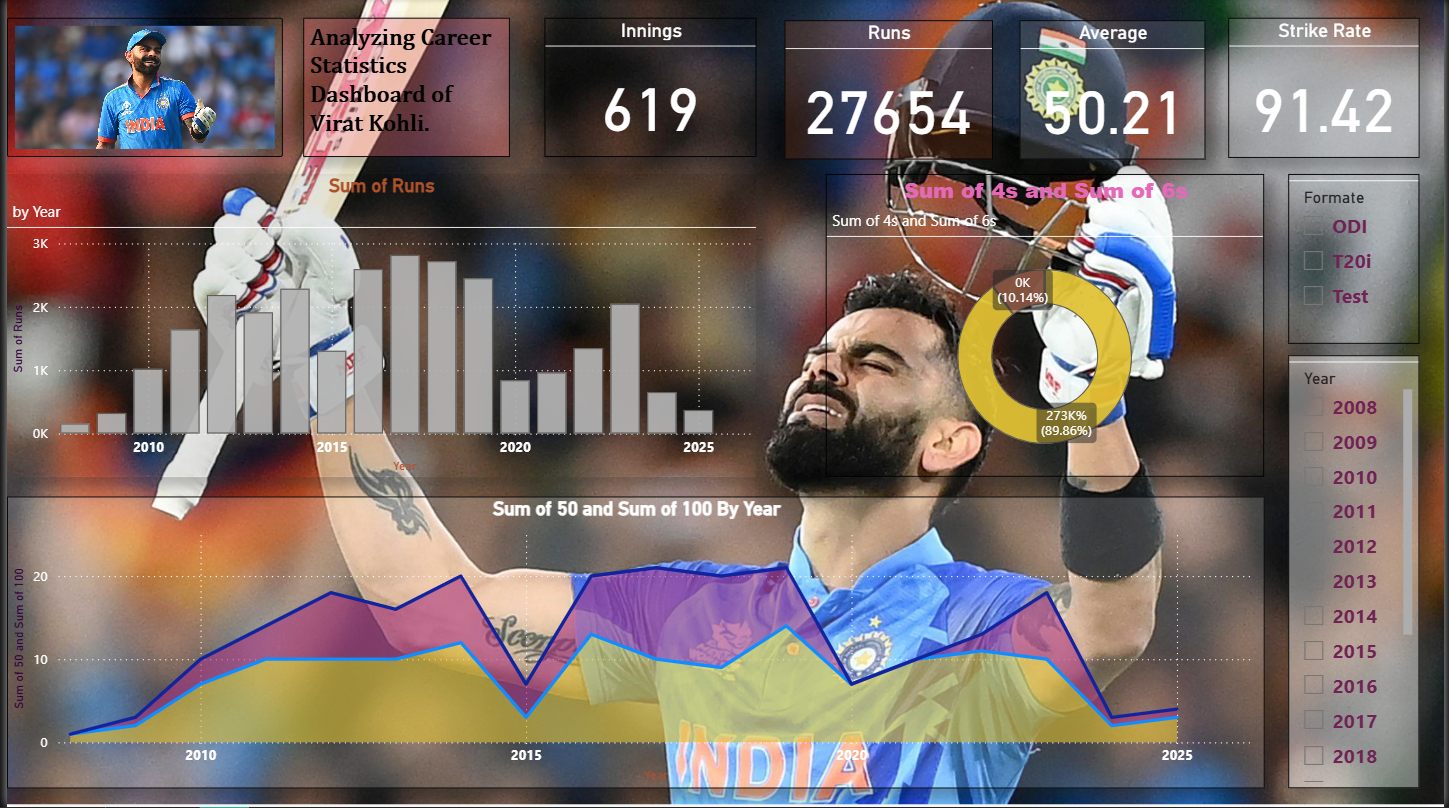 Analyzing Career
Statistics
Dashboard of
Virat Kohli.
INDIA
Innings
619
Runs
27654
Average
50.21
Strike Rate
91.42
Sum of Runs
by Year
3K
2K
1K
0K
Sum of Runs
2010
2015
2020
2025
Year
Sum of 4s and Sum of 6s
Sum of 4s and Sum of 6s
0K
(10.14%)
273K%
(89.86%)
Formate
ODI
T20i
Test
Year
2008
2009
2010
2011
2012
2013
2014
2015
2016
2017
2018
Sum of 50 and Sum of 100 By Year
Sum of 50 and Sum of 100
20
10
0
2010
2015
2020
2025
Year
INDIA